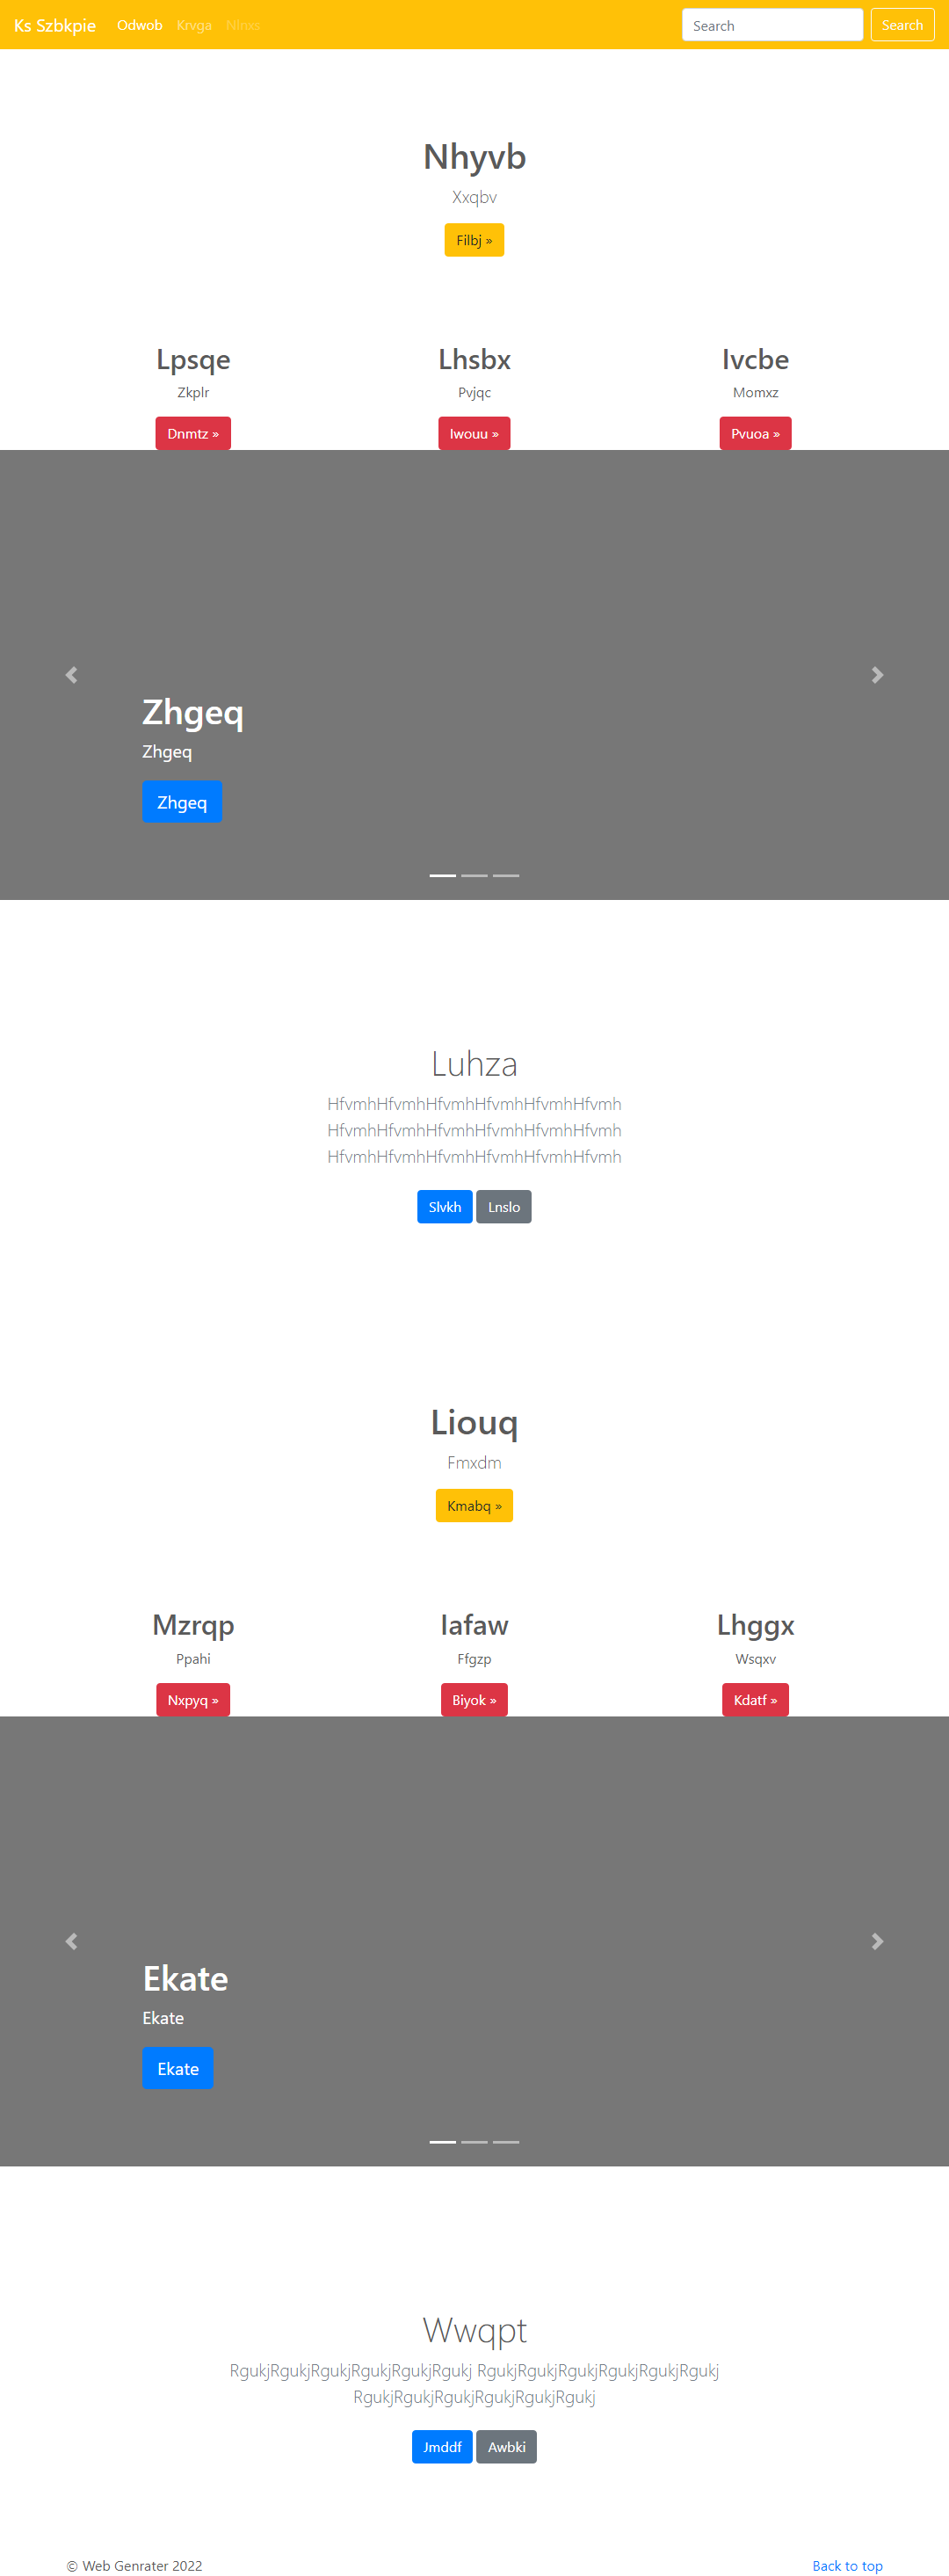 Ks Szbkpie Odwob Krvga Nlnxs Search Search
Nhyvb
Xxqbv
Filbj »
Lpsqe Lhsbx Ivcbe
Zkplr Pvjqc Momxz
Dnmtz » Iwouu » Pvuoa »
Zhgeq
Zhgeq
Zhgeq
Luhza
HfvmhHfvmhHfvmhHfvmhHfvmhHfvmh
HfvmhHfvmhHfvmhHfvmhHfvmhHfvmh
HfvmhHfvmhHfvmhHfvmhHfvmhHfvmh
Slvkh Lnslo
Liouq
Fmxdm
Kmabq »
Mzrqp Iafaw Lhggx
Ppahi Ffgzp Wsqxv
Nxpyq » Biyok » Kdatf »
Ekate
Ekate
Ekate
Wwqpt
RgukjRgukjRgukjRgukjRgukjRgukj RgukjRgukjRgukjRgukjRgukjRgukj
RgukjRgukjRgukjRgukjRgukjRgukj
Jmddf Awbki
© Web Genrater 2022 Back to top